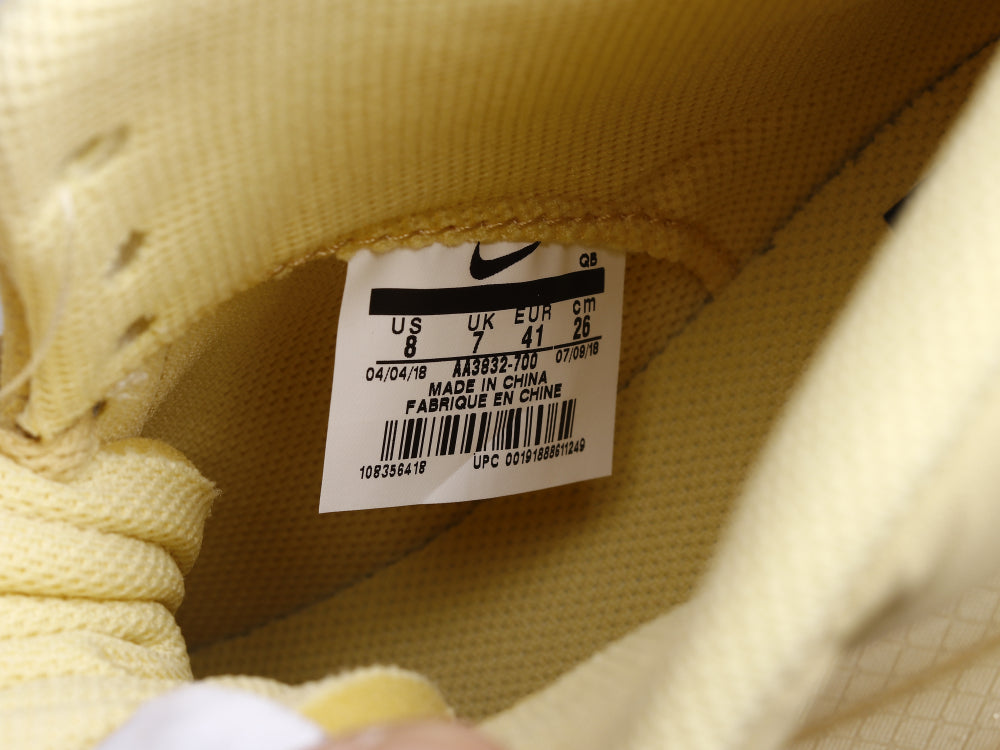 QB
US UK EUR cm
8 7 41 26
04/04/18 AA3832-700 07/09/18
MADE IN CHINA
FABRIQUE EN CHINE
108356418 UPC 00191888611249